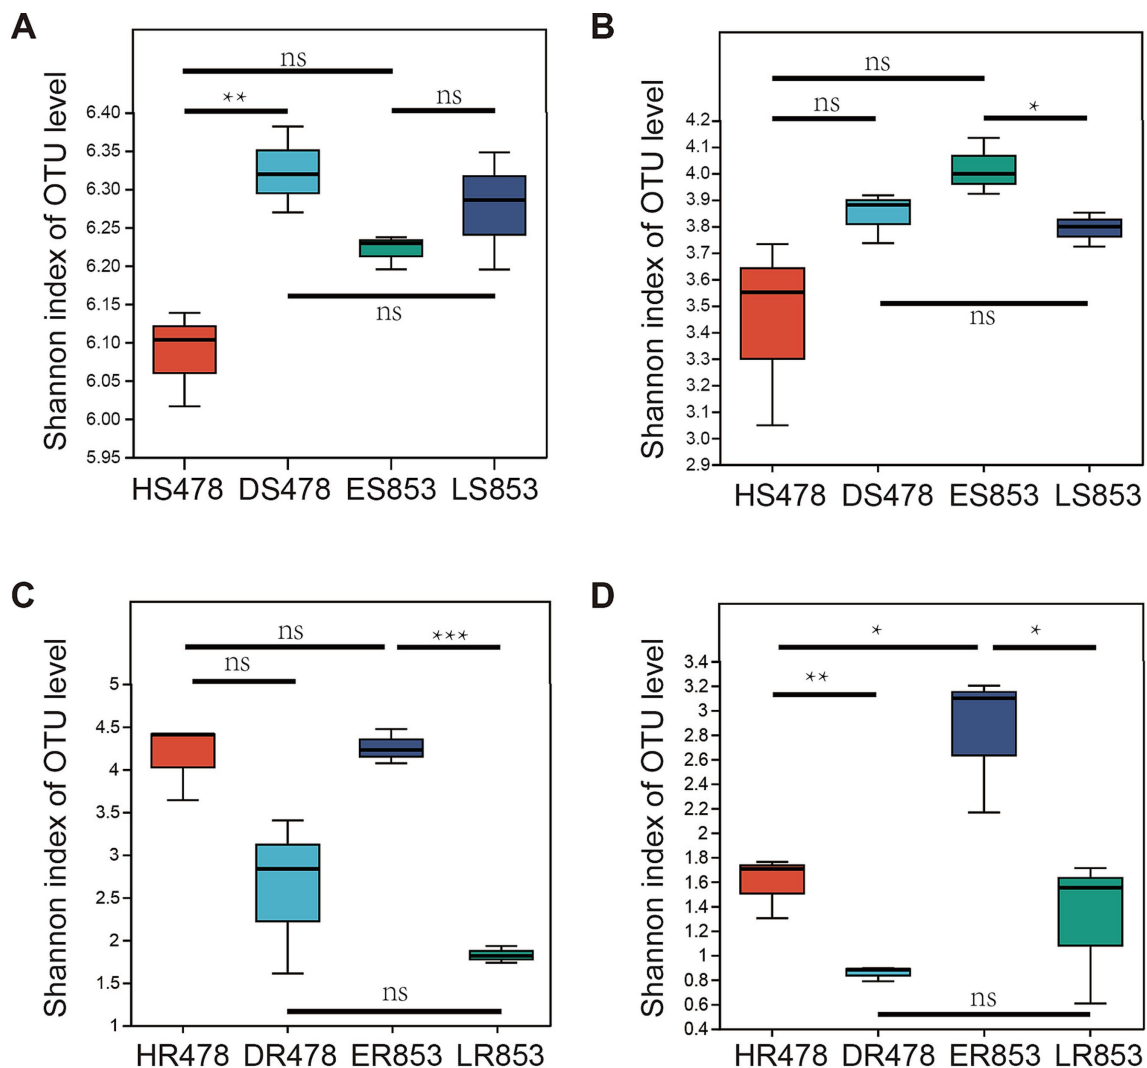 A
Shannon index of OTU level
6.40
6.35
6.30
6.25
6.20
6.15
6.10
6.05
6.00
5.95
ns
**
ns
ns
HS478 DS478 ES853 LS853
B
Shannon index of OTU level
4.2
4.1
4.0
3.9
3.8
3.7
3.6
3.5
3.4
3.3
3.2
3.1
3.0
2.9
ns
ns
*
ns
HS478 DS478 ES853 LS853
C
Shannon index of OTU level
5
4.5
4
3.5
3
2.5
2
1.5
1
ns
***
ns
ns
HR478 DR478 ER853 LR853
D
Shannon index of OTU level
3.4
3.2
3
2.8
2.6
2.4
2.2
2
1.8
1.6
1.4
1.2
1
0.8
0.6
0.4
*
*
**
ns
HR478 DR478 ER853 LR853